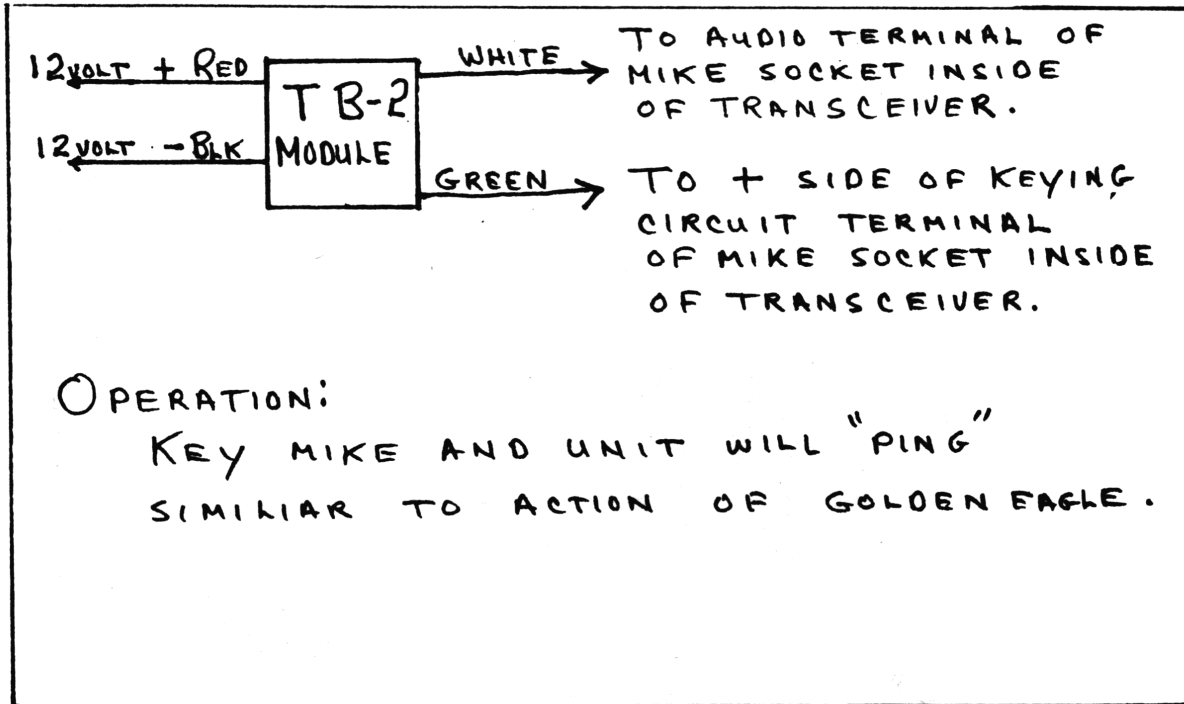 12VOLT + RED
12VOLT - BLK
TB-2
MODULE
WHITE
TO AUDIO TERMINAL OF
MIKE SOCKET INSIDE
OF TRANSCEIVER.
GREEN
TO + SIDE OF KEYING
CIRCUIT TERMINAL
OF MIKE SOCKET INSIDE
OF TRANSCEIVER.
OPERATION:
KEY MIKE AND UNIT WILL "PING"
SIMILIAR TO ACTION OF GOLDEN EAGLE.